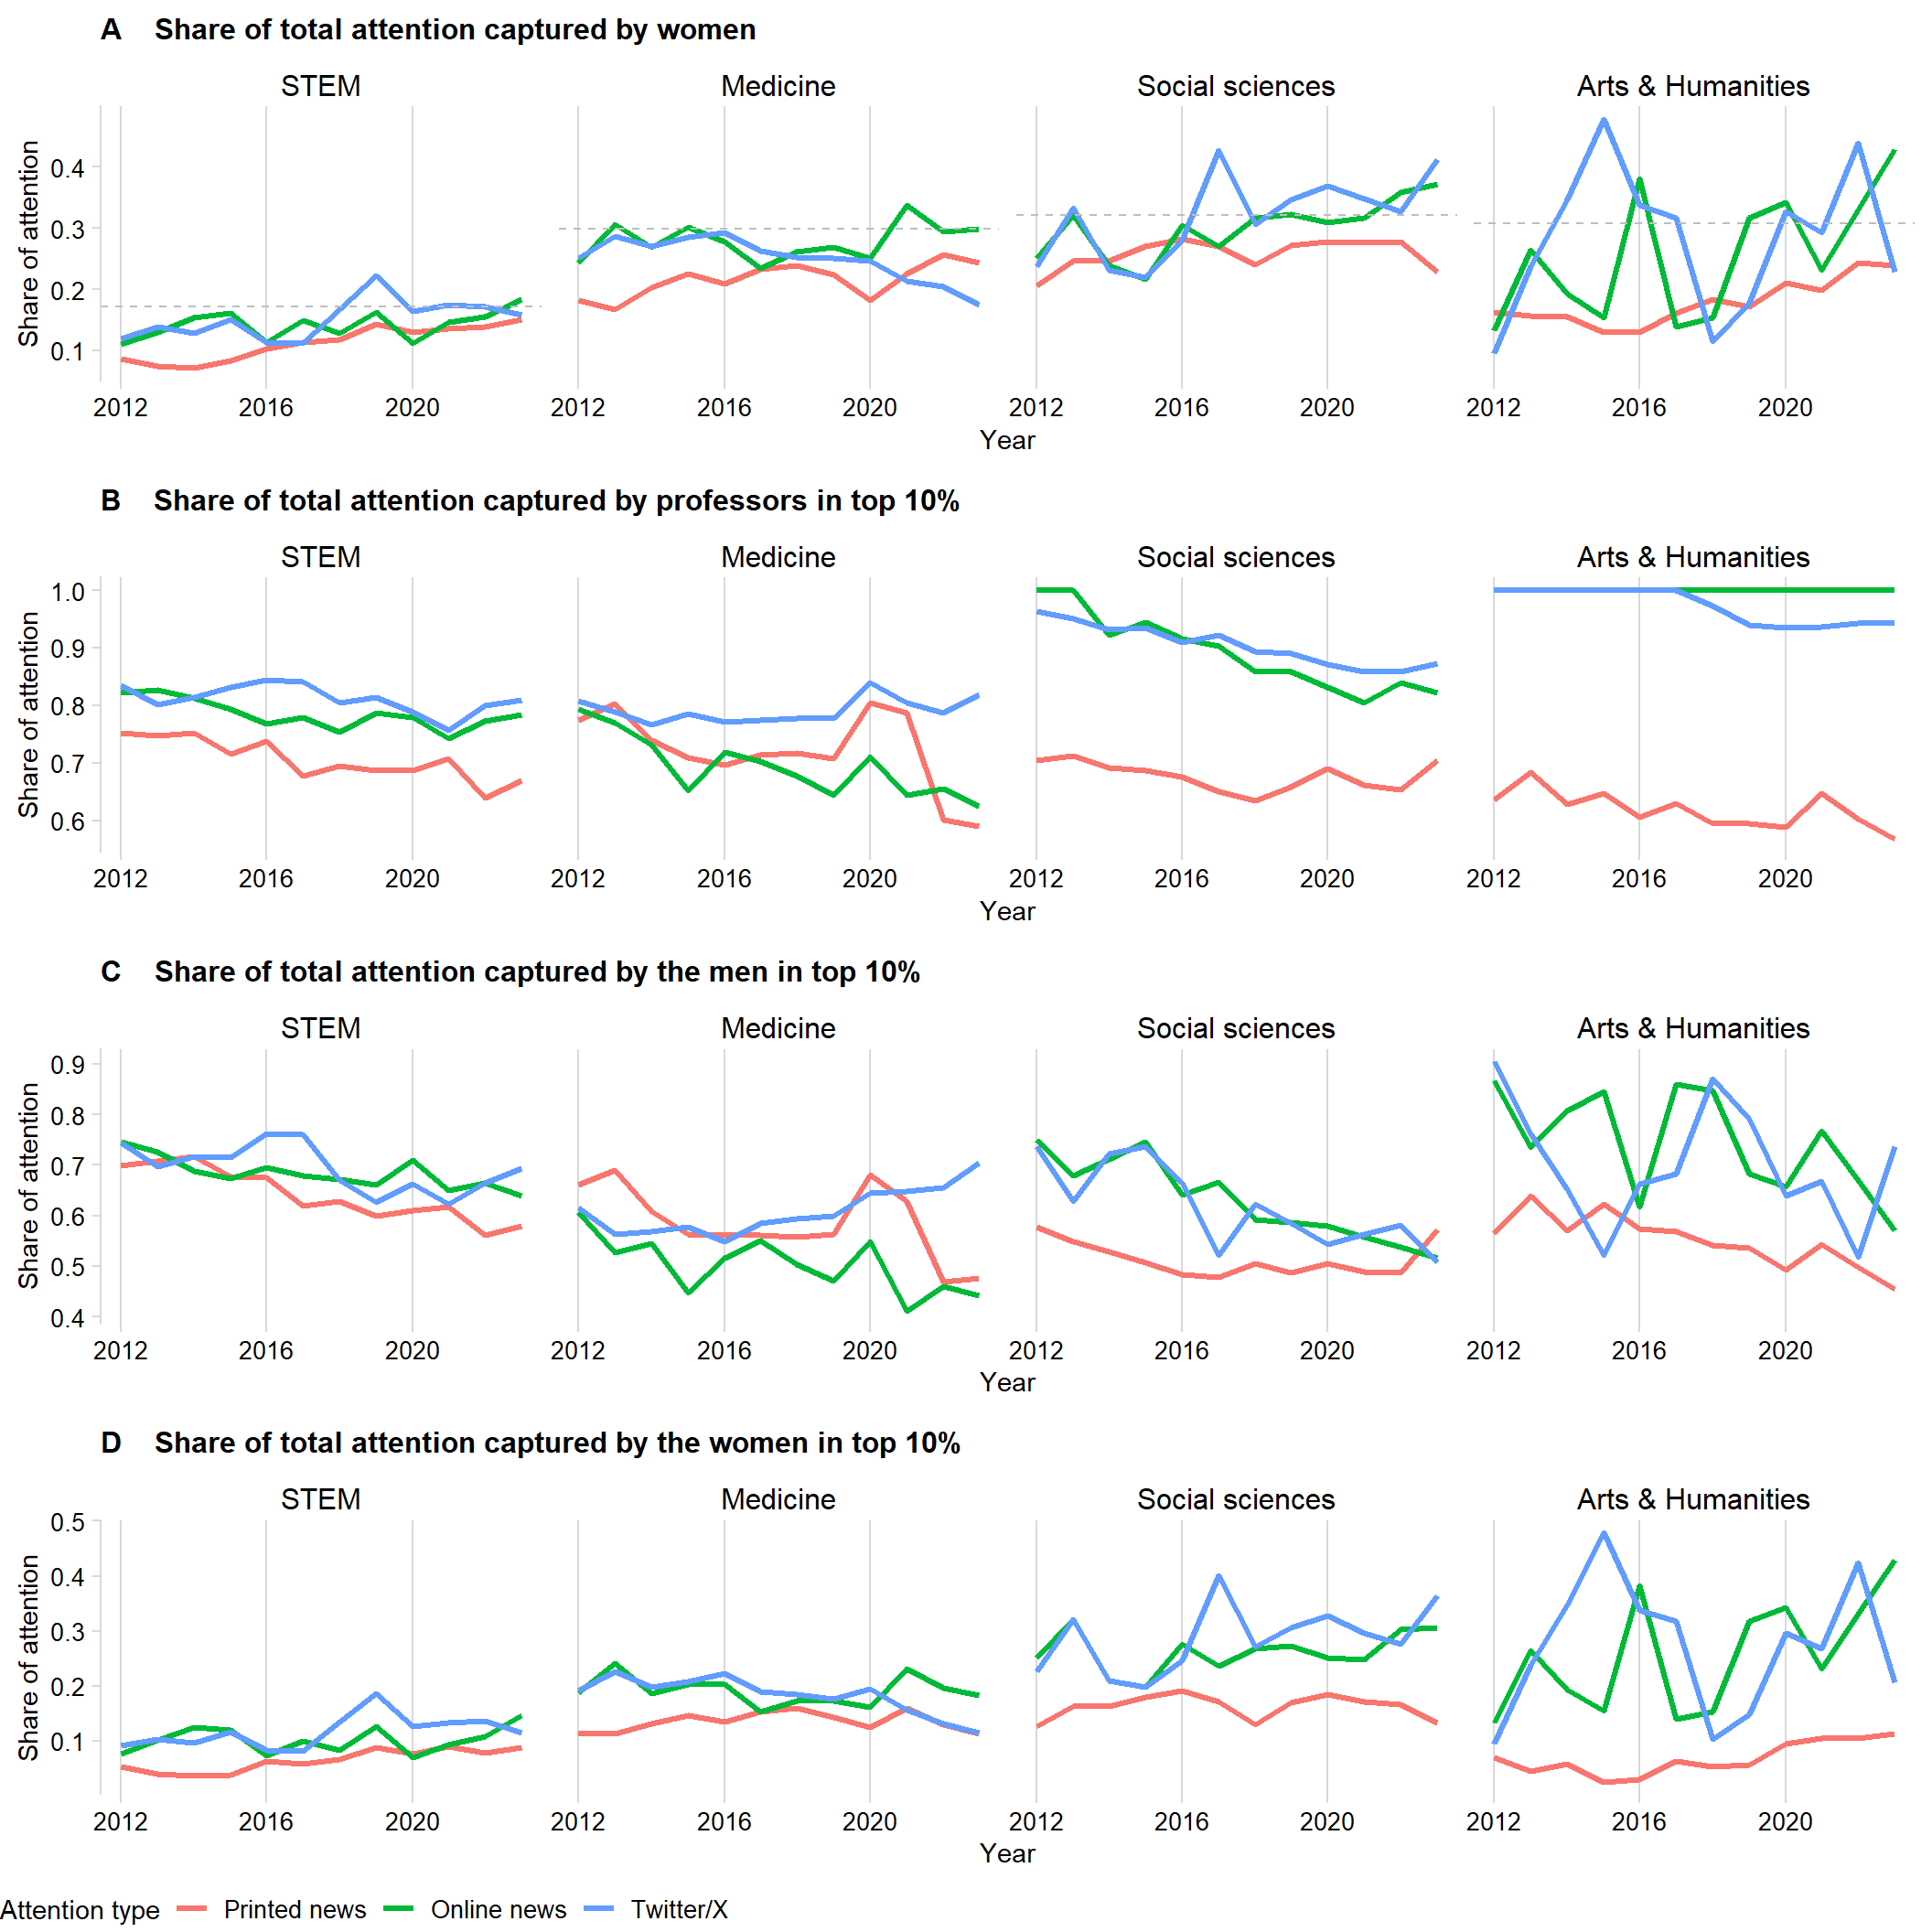 A Share of total attention captured by women
STEM Medicine Social sciences Arts & Humanities
Share of attention
0.4
0.3
0.2
0.1
2012 2016 2020 2012 2016 2020 2012 2016 2020 2012 2016 2020
Year
B Share of total attention captured by professors in top 10%
STEM Medicine Social sciences Arts & Humanities
Share of attention
1.0
0.9
0.8
0.7
0.6
2012 2016 2020 2012 2016 2020 2012 2016 2020 2012 2016 2020
Year
C Share of total attention captured by the men in top 10%
STEM Medicine Social sciences Arts & Humanities
Share of attention
0.9
0.8
0.7
0.6
0.5
0.4
2012 2016 2020 2012 2016 2020 2012 2016 2020 2012 2016 2020
Year
D Share of total attention captured by the women in top 10%
STEM Medicine Social sciences Arts & Humanities
Share of attention
0.5
0.4
0.3
0.2
0.1
2012 2016 2020 2012 2016 2020 2012 2016 2020 2012 2016 2020
Year
Attention type Printed news Online news Twitter/X